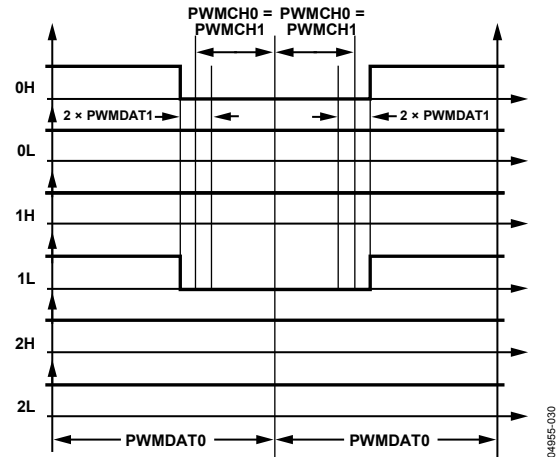 PWMCH0 = PWMCH0 =
PWMCH1 PWMCH1
0H
2 × PWMDAT1 2 × PWMDAT1
0L
1H
1L
2H
2L
PWMDAT0 PWMDAT0
04955-030